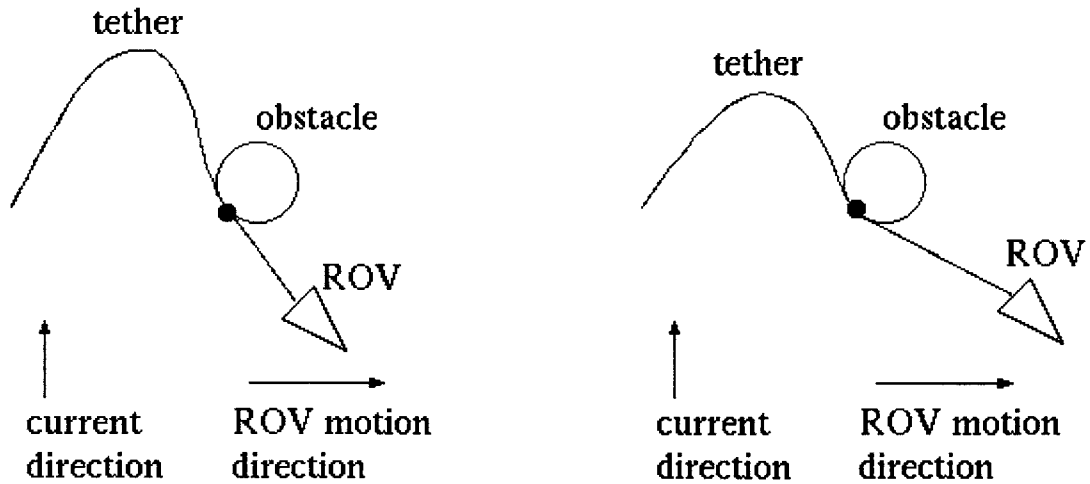 tether
obstacle
ROV
current
direction
ROV motion
direction
tether
obstacle
ROV
current
direction
ROV motion
direction